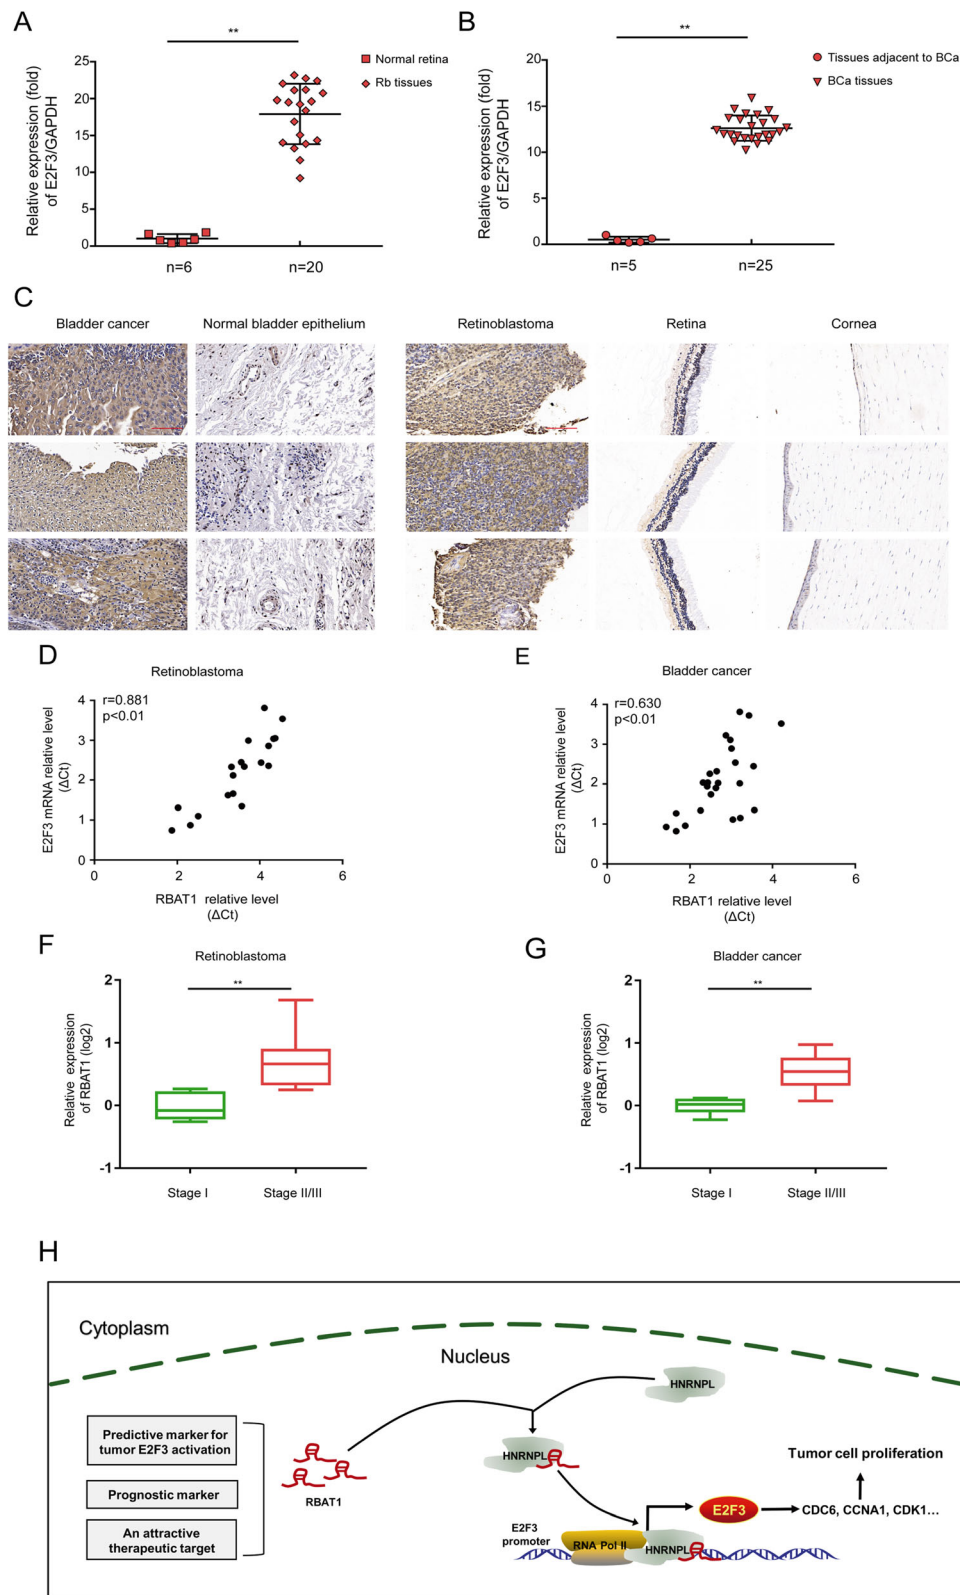 A
**
Relative expression (fold)
of E2F3/GAPDH
25
20
15
10
5
0
n=6
n=20
Normal retina
Rb tissues
B
**
Relative expression (fold)
of E2F3/GAPDH
20
15
10
5
0
n=5
n=25
Tissues adjacent to BCa
BCa tissues
C
Bladder cancer
Normal bladder epithelium
Retinoblastoma
Retina
Cornea
D
Retinoblastoma
r=0.881
p<0.01
E2F3 mRNA relative level
(ΔCt)
4
3
2
1
0
0
2
4
6
RBAT1 relative level
(ΔCt)
E
Bladder cancer
r=0.630
p<0.01
E2F3 mRNA relative level
(ΔCt)
4
3
2
1
0
0
2
4
6
RBAT1 relative level
(ΔCt)
F
Retinoblastoma
**
Relative expression
of RBAT1 (log2)
2
1
0
-1
Stage I
Stage II/III
G
Bladder cancer
**
Relative expression
of RBAT1 (log2)
2
1
0
-1
Stage I
Stage II/III
H
Cytoplasm
Nucleus
HNRNPL
Predictive marker for
tumor E2F3 activation
Prognostic marker
An attractive
therapeutic target
RBAT1
HNRNPL
Tumor cell proliferation
E2F3
CDC6, CCNA1, CDK1...
E2F3
promoter
RNA Pol II
HNRNPL